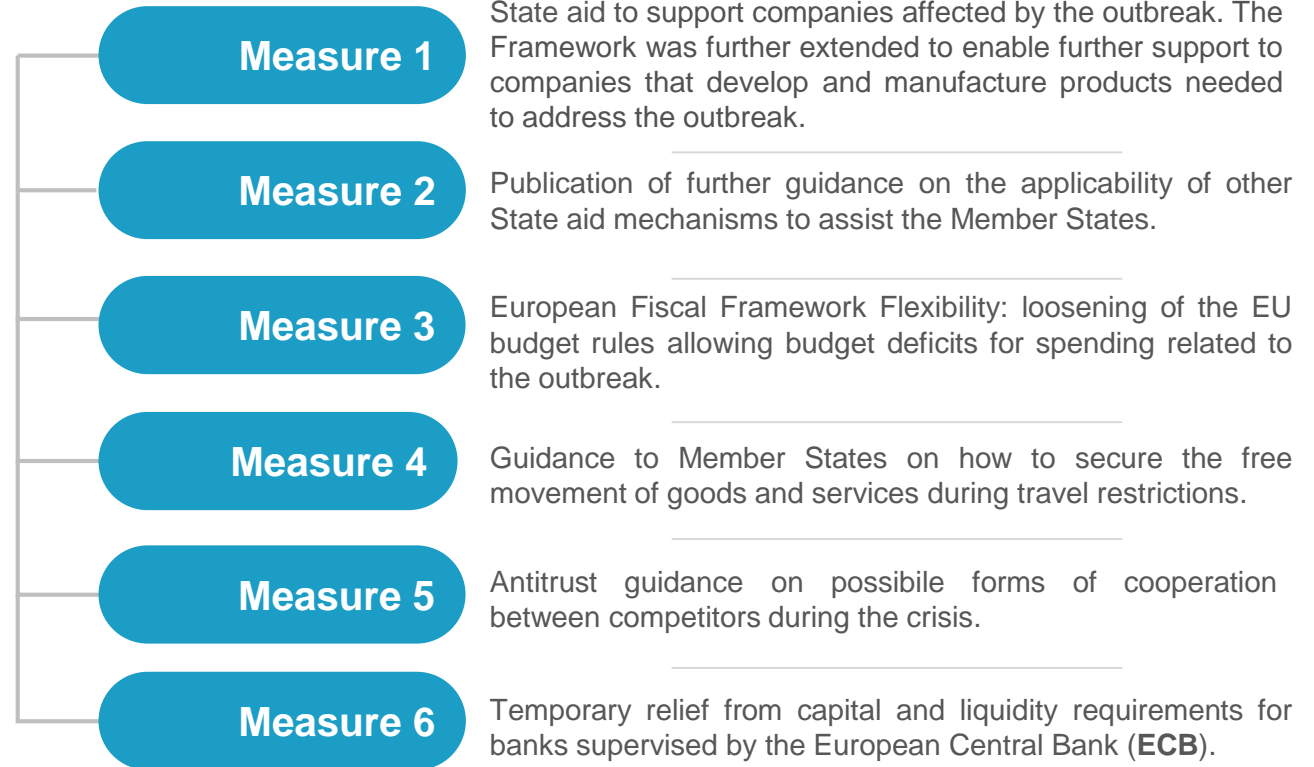 Measure 1
State aid to support companies affected by the outbreak. The
Framework was further extended to enable further support to
companies that develop and manufacture products needed
to address the outbreak.
Measure 2
Publication of further guidance on the applicability of other
State aid mechanisms to assist the Member States.
Measure 3
European Fiscal Framework Flexibility: loosening of the EU
budget rules allowing budget deficits for spending related to
the outbreak.
Measure 4
Guidance to Member States on how to secure the free
movement of goods and services during travel restrictions.
Measure 5
Antitrust guidance on possibile forms of cooperation
between competitors during the crisis.
Measure 6
Temporary relief from capital and liquidity requirements for
banks supervised by the European Central Bank (ECB).